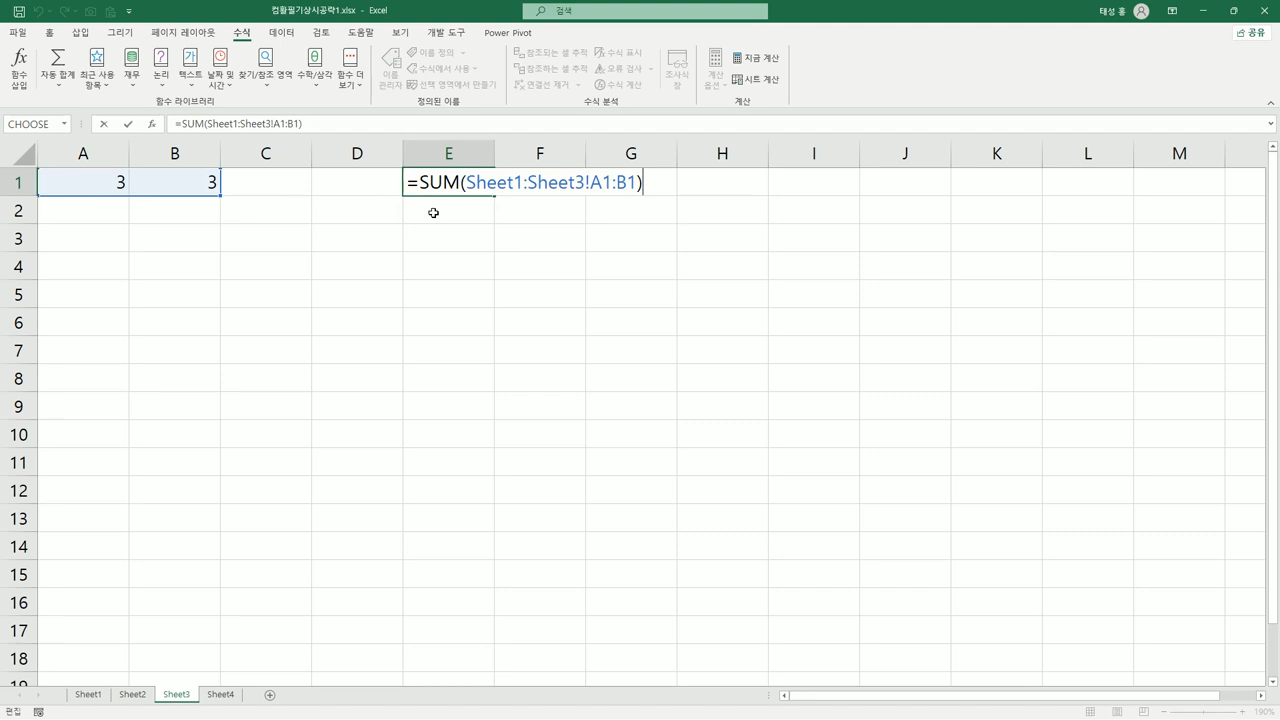 컴활필기상시공략1.xlsx - Excel
검색
태성 홍
파일 홈 삽입 그리기 페이지 레이아웃 수식 데이터 검토 도움말 보기 개발 도구 Power Pivot
공유
함수 삽입
자동 합계
최근 사용 항목
재무
논리
텍스트
날짜 및 시간
찾기/참조 영역
수학/삼각
함수 더 보기
함수 라이브러리
이름 관리자
이름 정의
수식에서 사용
선택 영역에서 만들기
정의된 이름
참조되는 셀 추적
참조하는 셀 추적
연결선 제거
수식 표시
오류 검사
수식 계산
조사식 창
수식 분석
계산 옵션
지금 계산
시트 계산
계산
CHOOSE
fx
=SUM(Sheet1:Sheet3!A1:B1)
A B C D E F G H I J K L M
1 3 3 =SUM(Sheet1:Sheet3!A1:B1)
2
3
4
5
6
7
8
9
10
11
12
13
14
15
16
17
18
19
Sheet1 Sheet2 Sheet3 Sheet4
편집
190%